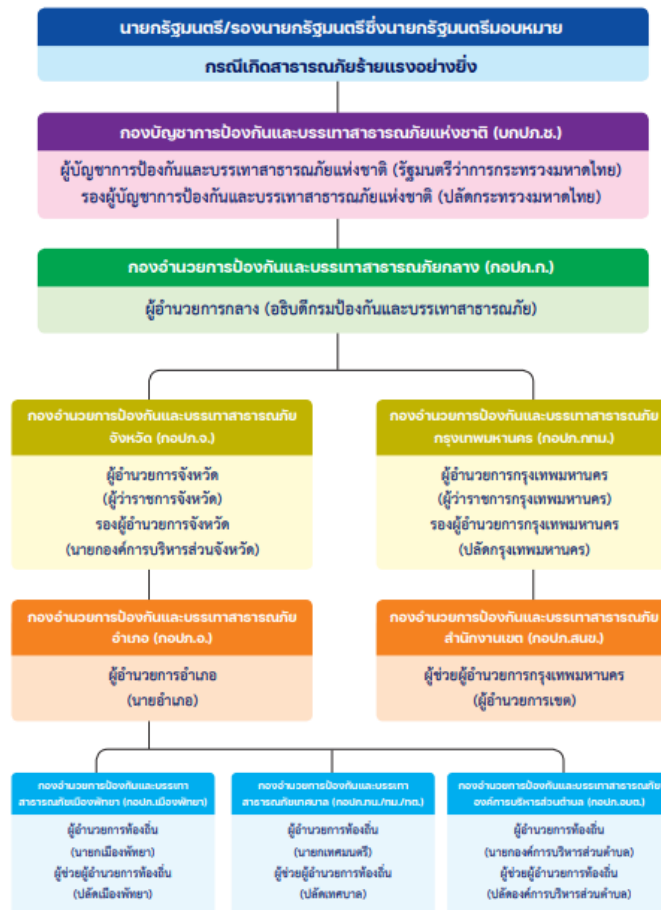 นายกรัฐมนตรี/รองนายกรัฐมนตรีซึ่งนายกรัฐมนตรีมอบหมาย
กรณีเกิดสาธารณภัยร้ายแรงอย่างยิ่ง
กองบัญชาการป้องกันและบรรเทาสาธารณภัยแห่งชาติ (บกปภ.ช.)
ผู้บัญชาการป้องกันและบรรเทาสาธารณภัยแห่งชาติ (รัฐมนตรีว่าการกระทรวงมหาดไทย)
รองผู้บัญชาการป้องกันและบรรเทาสาธารณภัยแห่งชาติ (ปลัดกระทรวงมหาดไทย)
กองอำนวยการป้องกันและบรรเทาสาธารณภัยกลาง (กอปภ.ก.)
ผู้อำนวยการกลาง (อธิบดีกรมป้องกันและบรรเทาสาธารณภัย)
กองอำนวยการป้องกันและบรรเทาสาธารณภัย
จังหวัด (กอปภ.จ.)
ผู้อำนวยการจังหวัด
(ผู้ว่าราชการจังหวัด)
รองผู้อำนวยการจังหวัด
(นายกองค์การบริหารส่วนจังหวัด)
กองอำนวยการป้องกันและบรรเทาสาธารณภัย
กรุงเทพมหานคร (กอปภ.กทม.)
ผู้อำนวยการกรุงเทพมหานคร
(ผู้ว่าราชการกรุงเทพมหานคร)
รองผู้อำนวยการกรุงเทพมหานคร
(ปลัดกรุงเทพมหานคร)
กองอำนวยการป้องกันและบรรเทาสาธารณภัย
อำเภอ (กอปภ.อ.)
ผู้อำนวยการอำเภอ
(นายอำเภอ)
กองอำนวยการป้องกันและบรรเทาสาธารณภัย
สำนักงานเขต (กอปภ.สนข.)
ผู้ช่วยผู้อำนวยการกรุงเทพมหานคร
(ผู้อำนวยการเขต)
กองอำนวยการป้องกันและบรรเทา
สาธารณภัยเมืองพัทยา (กอปภ.เมืองพัทยา)
ผู้อำนวยการท้องถิ่น
(นายกเมืองพัทยา)
ผู้ช่วยผู้อำนวยการท้องถิ่น
(ปลัดเมืองพัทยา)
กองอำนวยการป้องกันและบรรเทา
สาธารณภัยเทศบาล (กอปภ.ทน./ทม./ทต.)
ผู้อำนวยการท้องถิ่น
(นายกเทศมนตรี)
ผู้ช่วยผู้อำนวยการท้องถิ่น
(ปลัดเทศบาล)
กองอำนวยการป้องกันและบรรเทาสาธารณภัย
องค์การบริหารส่วนตำบล (กอปภ.อบต.)
ผู้อำนวยการท้องถิ่น
(นายกองค์การบริหารส่วนตำบล)
ผู้ช่วยผู้อำนวยการท้องถิ่น
(ปลัดองค์การบริหารส่วนตำบล)